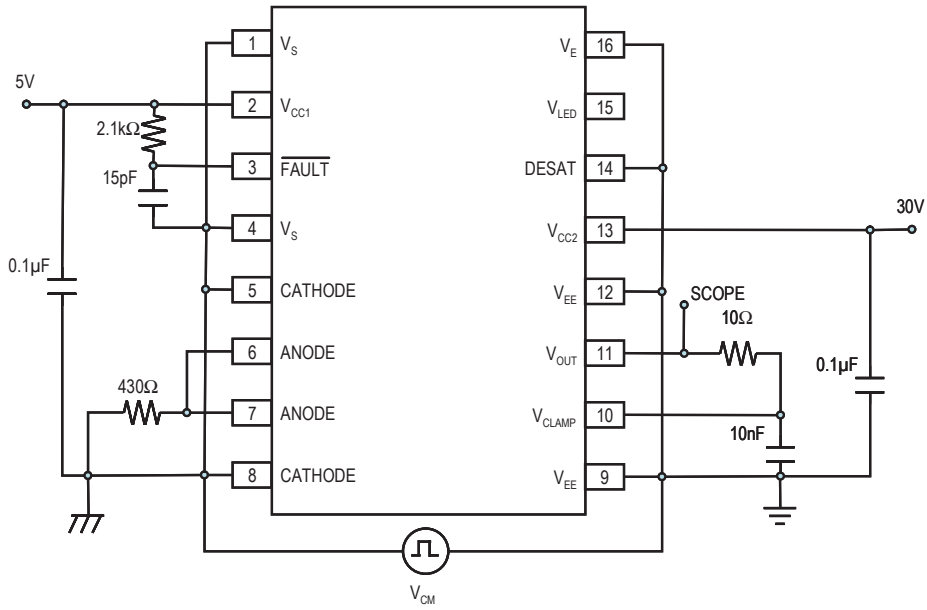 1 V_S
V_E 16
5V
2 V_CC1
V_LED 15
2.1kΩ
3 F̅A̅U̅L̅T̅
DESAT 14
15pF
4 V_S
V_CC2 13
30V
0.1µF
5 CATHODE
V_EE 12
SCOPE
10Ω
6 ANODE
V_OUT 11
0.1µF
430Ω
7 ANODE
V_CLAMP 10
10nF
8 CATHODE
V_EE 9
V_CM